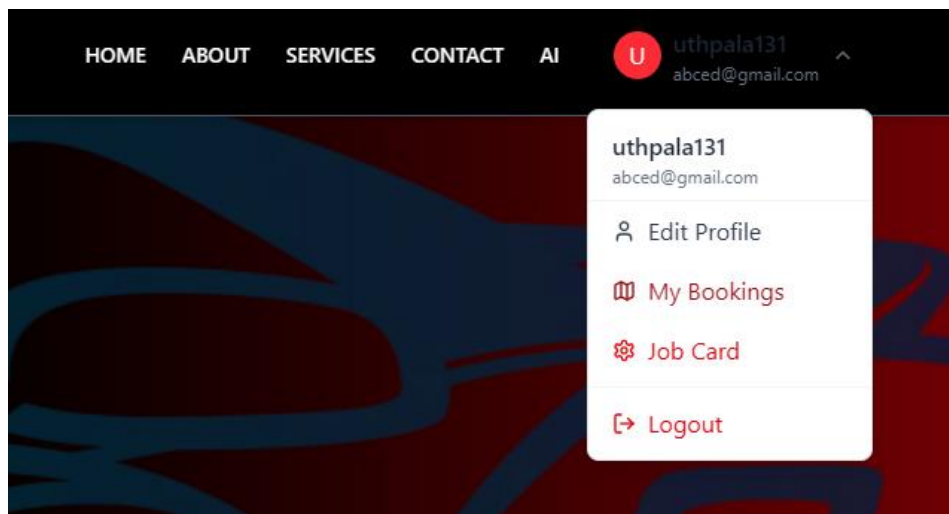 HOME ABOUT SERVICES CONTACT AI U uthpala131
abced@gmail.com
uthpala131
abced@gmail.com
Edit Profile
My Bookings
Job Card
Logout